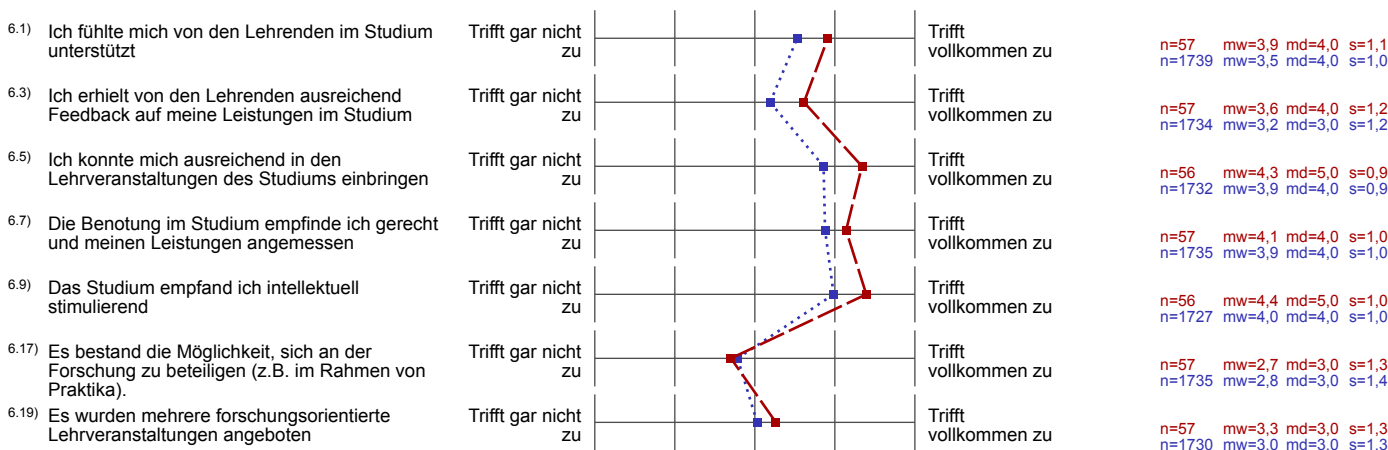 6.1) Ich fühlte mich von den Lehrenden im Studium
unterstützt
Trifft gar nicht
zu
Trifft
vollkommen zu
n=57 mw=3,9 md=4,0 s=1,1
n=1739 mw=3,5 md=4,0 s=1,0
6.3) Ich erhielt von den Lehrenden ausreichend
Feedback auf meine Leistungen im Studium
Trifft gar nicht
zu
Trifft
vollkommen zu
n=57 mw=3,6 md=4,0 s=1,2
n=1734 mw=3,2 md=3,0 s=1,2
6.5) Ich konnte mich ausreichend in den
Lehrveranstaltungen des Studiums einbringen
Trifft gar nicht
zu
Trifft
vollkommen zu
n=56 mw=4,3 md=5,0 s=0,9
n=1732 mw=3,9 md=4,0 s=0,9
6.7) Die Benotung im Studium empfinde ich gerecht
und meinen Leistungen angemessen
Trifft gar nicht
zu
Trifft
vollkommen zu
n=57 mw=4,1 md=4,0 s=1,0
n=1735 mw=3,9 md=4,0 s=1,0
6.9) Das Studium empfand ich intellektuell
stimulierend
Trifft gar nicht
zu
Trifft
vollkommen zu
n=56 mw=4,4 md=5,0 s=1,0
n=1727 mw=4,0 md=4,0 s=1,0
6.17) Es bestand die Möglichkeit, sich an der
Forschung zu beteiligen (z.B. im Rahmen von
Praktika).
Trifft gar nicht
zu
Trifft
vollkommen zu
n=57 mw=2,7 md=3,0 s=1,3
n=1735 mw=2,8 md=3,0 s=1,4
6.19) Es wurden mehrere forschungsorientierte
Lehrveranstaltungen angeboten
Trifft gar nicht
zu
Trifft
vollkommen zu
n=57 mw=3,3 md=3,0 s=1,3
n=1730 mw=3,0 md=3,0 s=1,3